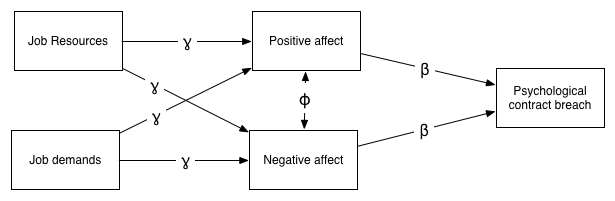 Job Resources
ɣ
Positive affect
β
ɣ
ɣ
ϕ
Psychological
contract breach
Job demands
ɣ
Negative affect
β